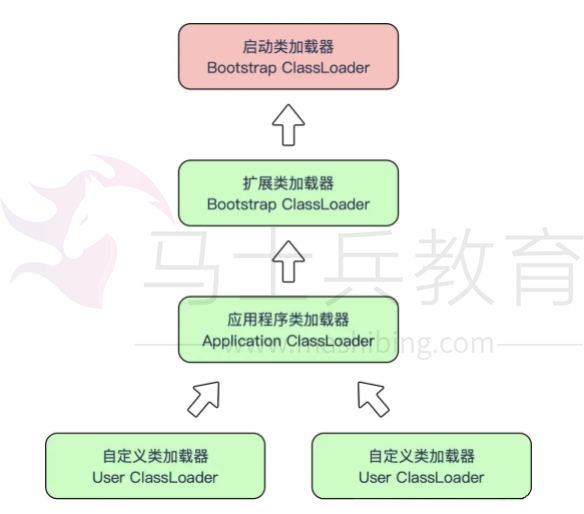 启动类加载器
Bootstrap ClassLoader
扩展类加载器
Bootstrap ClassLoader
马士兵教育
应用程序类加载器
Application ClassLoader
www.mashibing.com
自定义类加载器
User ClassLoader
自定义类加载器
User ClassLoader